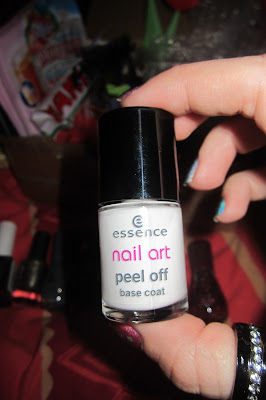 essence
nail art
peel off
base coat